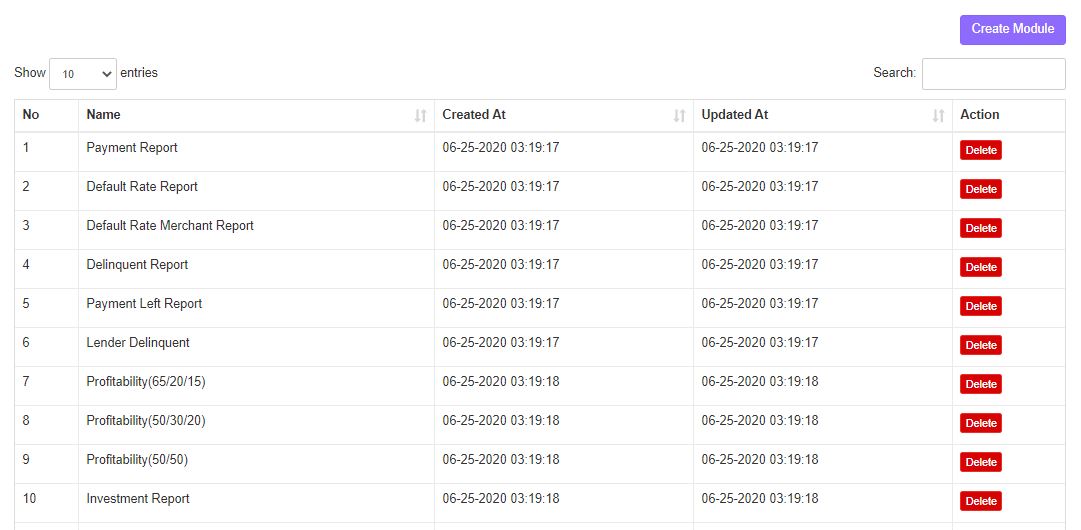 Create Module
Show 10 entries Search:
No Name Created At Updated At Action
1 Payment Report 06-25-2020 03:19:17 06-25-2020 03:19:17 Delete
2 Default Rate Report 06-25-2020 03:19:17 06-25-2020 03:19:17 Delete
3 Default Rate Merchant Report 06-25-2020 03:19:17 06-25-2020 03:19:17 Delete
4 Delinquent Report 06-25-2020 03:19:17 06-25-2020 03:19:17 Delete
5 Payment Left Report 06-25-2020 03:19:17 06-25-2020 03:19:17 Delete
6 Lender Delinquent 06-25-2020 03:19:17 06-25-2020 03:19:17 Delete
7 Profitability(65/20/15) 06-25-2020 03:19:18 06-25-2020 03:19:18 Delete
8 Profitability(50/30/20) 06-25-2020 03:19:18 06-25-2020 03:19:18 Delete
9 Profitability(50/50) 06-25-2020 03:19:18 06-25-2020 03:19:18 Delete
10 Investment Report 06-25-2020 03:19:18 06-25-2020 03:19:18 Delete